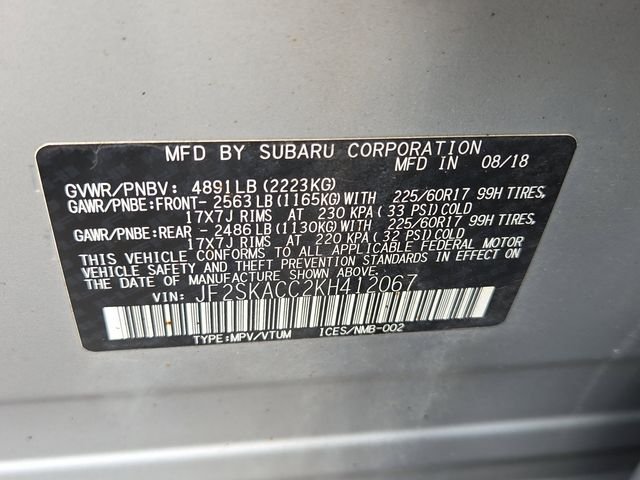 MFD BY SUBARU CORPORATION
MFD IN 08/18
GVWR/PNBV: 4891LB(2223KG)
GAWR/PNBE:FRONT- 2563LB(1165KG)WITH 225/60R17 99H TIRES,
17X7J RIMS AT 230 KPA(33 PSI)COLD
GAWR/PNBE:REAR - 2486LB(1130KG)WITH 225/60R17 99H TIRES,
17X7J RIMS AT 220 KPA(32 PSI)COLD
THIS VEHICLE CONFORMS TO ALL APPLICABLE FEDERAL MOTOR
VEHICLE SAFETY AND THEFT PREVENTION STANDARDS IN EFFECT ON
THE DATE OF MANUFACTURE SHOWN ABOVE.
VIN: JF2SKACC2KH412067
TYPE:MPV/VTUM ICES/NMB-002